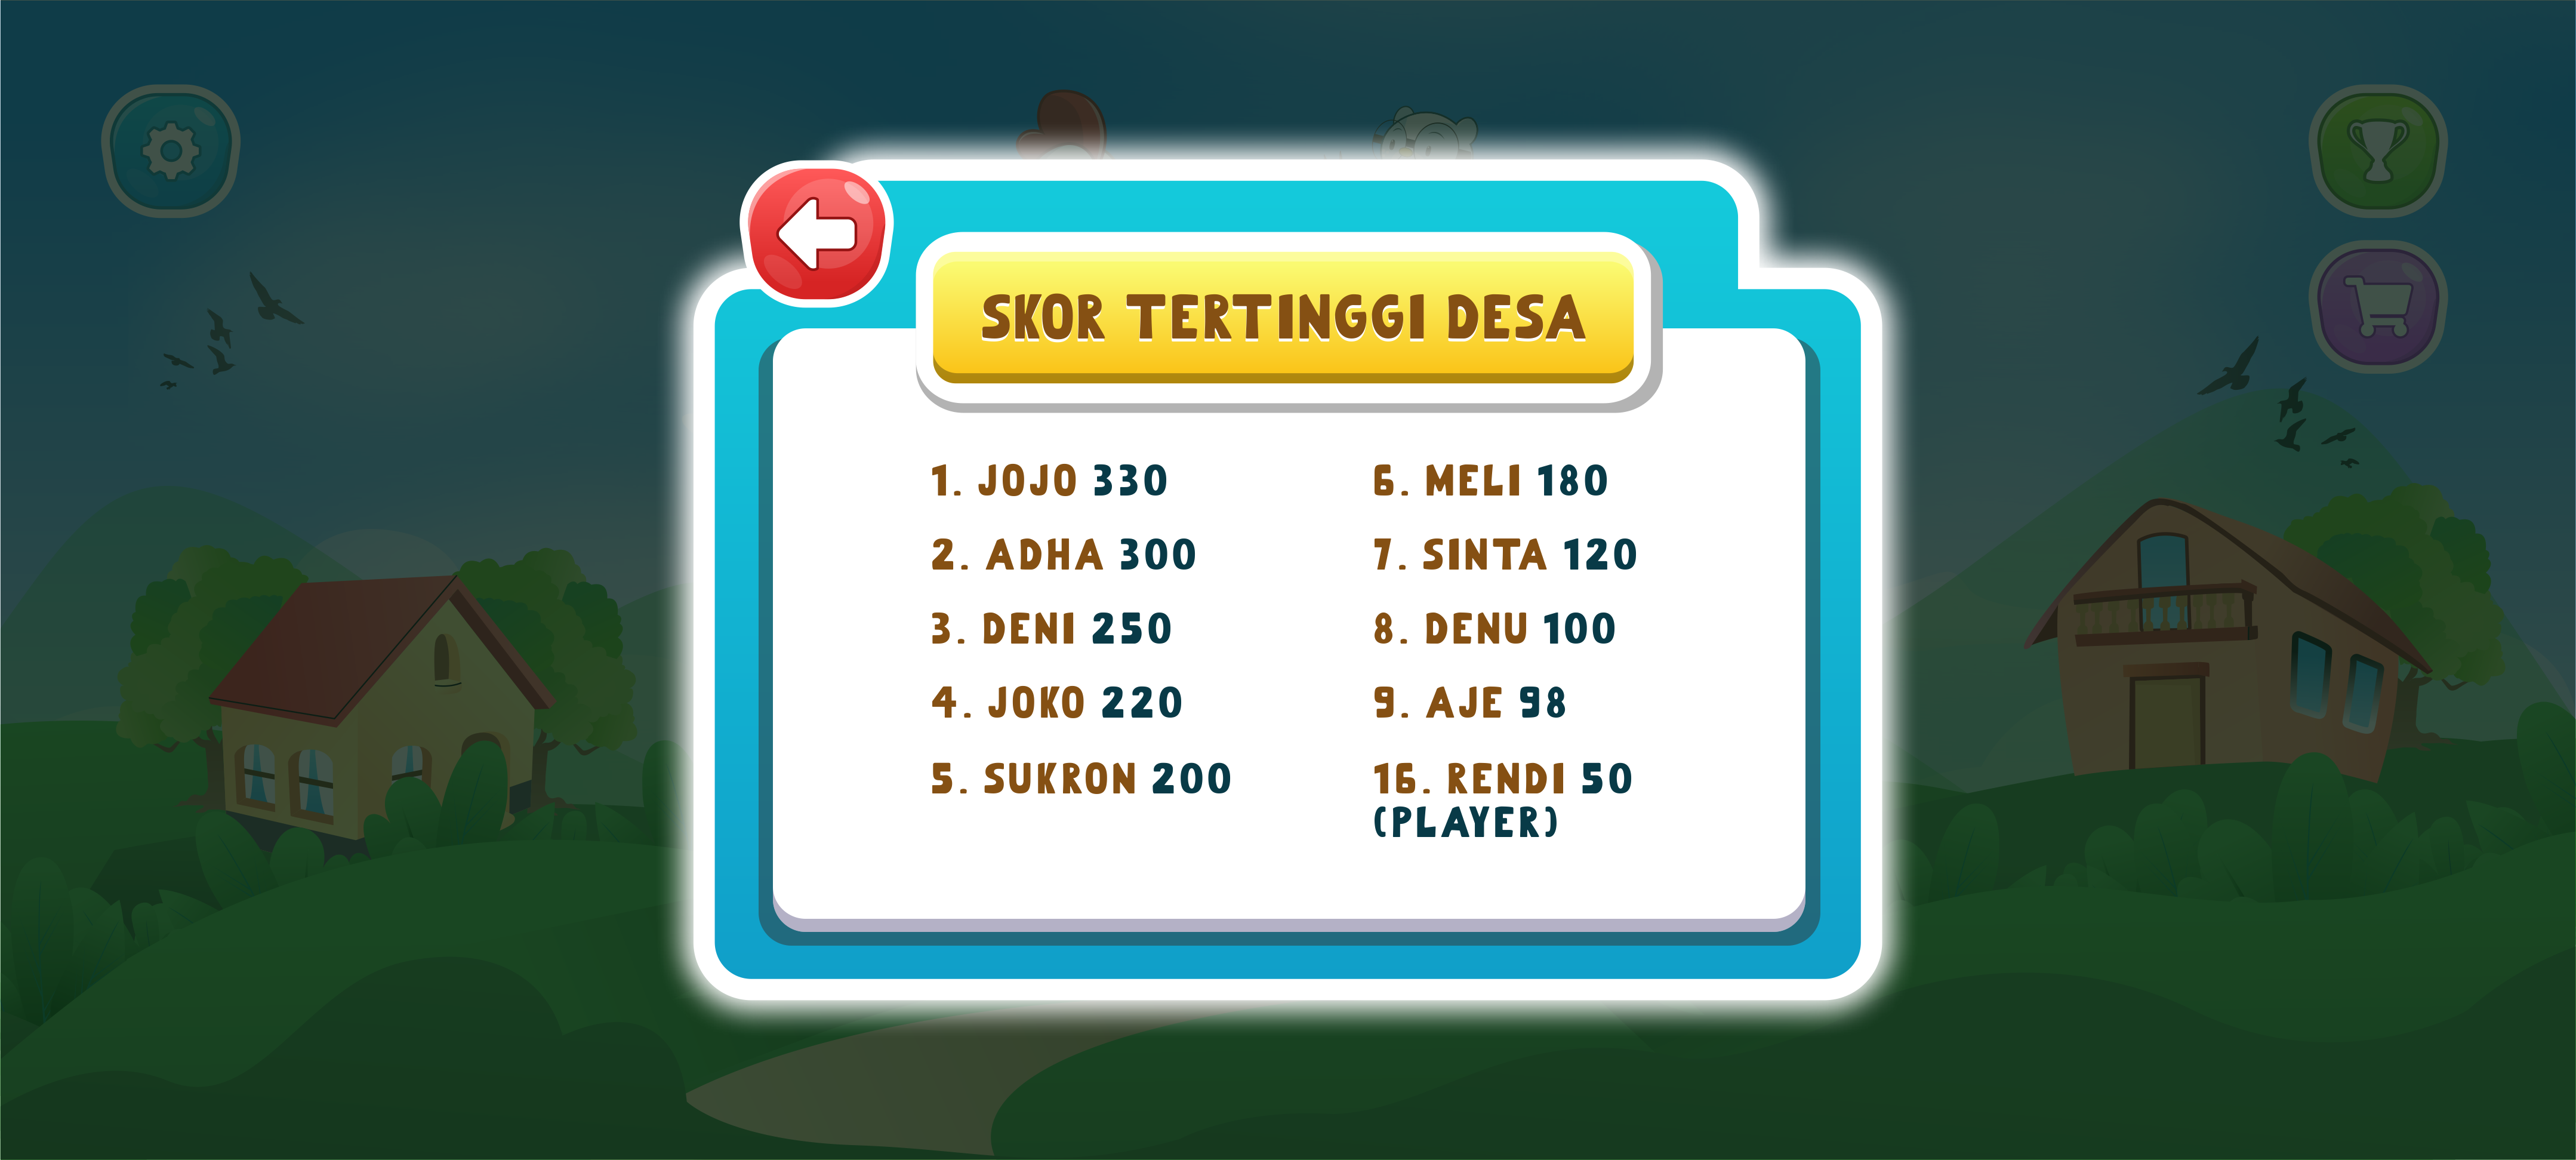 SKOR TERTINGGI DESA
1. JOJO 330
2. ADHA 300
3. DENI 250
4. JOKO 220
5. SUKRON 200
6. MELI 180
7. SINTA 120
8. DENU 100
9. AJE 98
16. RENDI 50
(PLAYER)